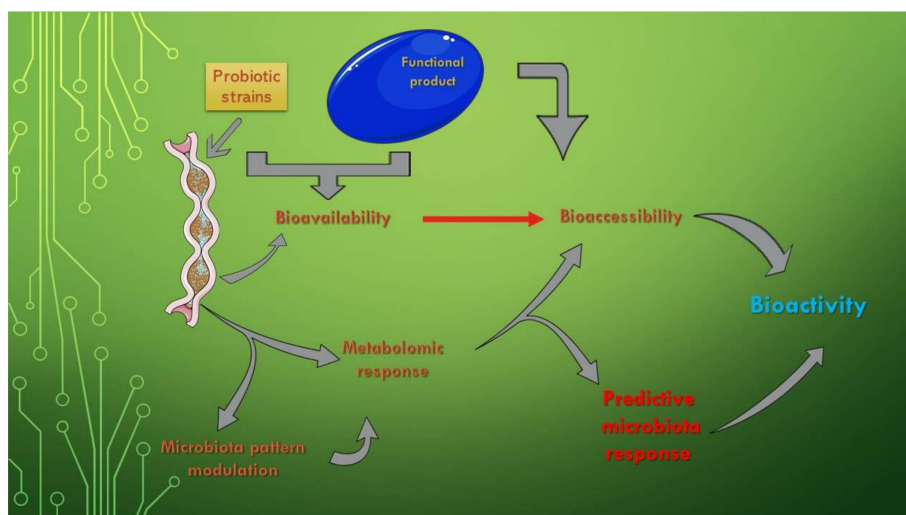 Functional
product
Probiotic
strains
Bioavailability
Bioaccessibility
Bioactivity
Metabolomic
response
Predictive
microbiota
response
Microbiota pattern
modulation